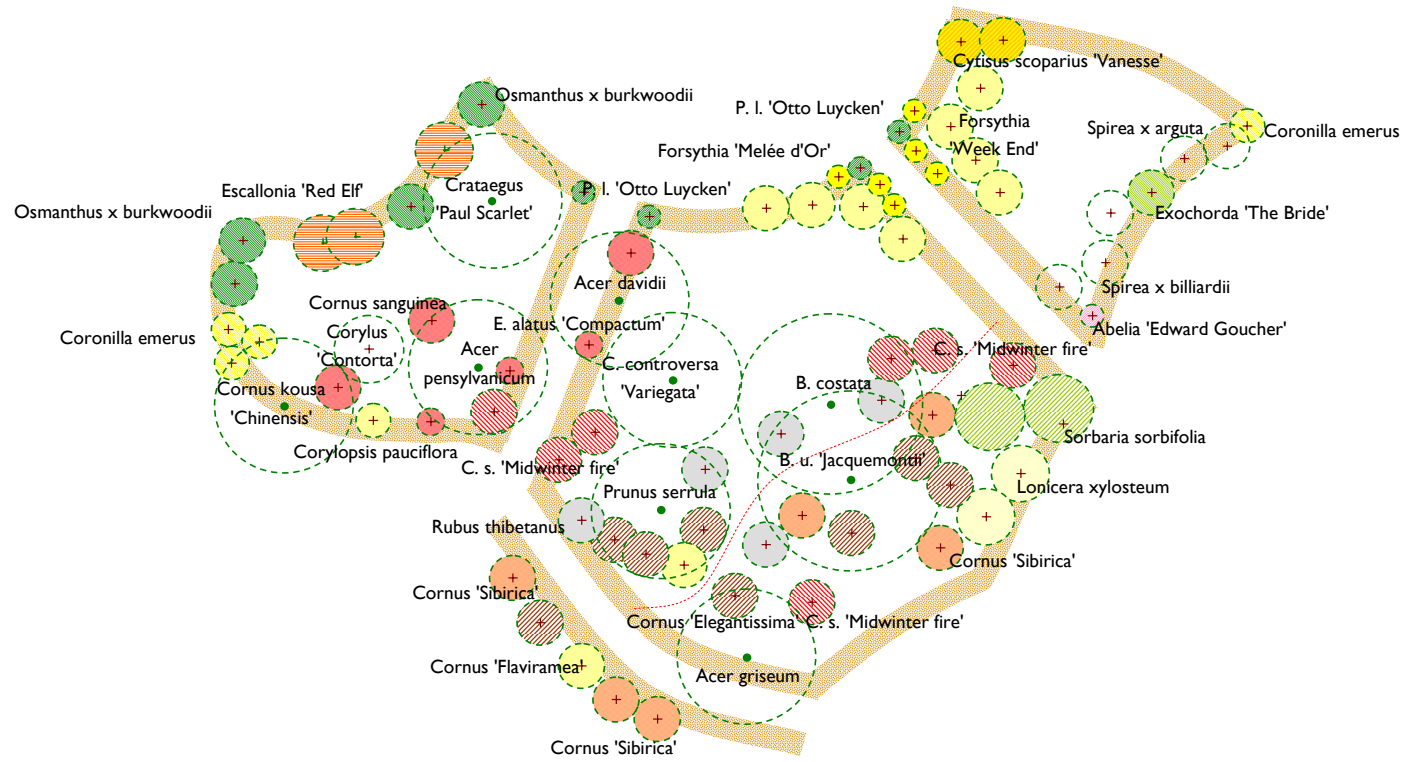 Cytisus scoparius 'Vanesse'
Osmanthus x burkwoodii
P. l. 'Otto Luycken'
Forsythia
'Week End'
Spirea x arguta
Coronilla emerus
Forsythia 'Melée d'Or'
Escallonia 'Red Elf'
Crataegus
'Paul Scarlet'
P. l. 'Otto Luycken'
Osmanthus x burkwoodii
Exochorda 'The Bride'
Acer davidii
Spirea x billiardii
Cornus sanguinea
Coronilla emerus
Corylus
'Contorta'
E. alatus 'Compactum'
Abelia 'Edward Goucher'
Acer
pensylvanicum
C. controversa
'Variegata'
C. s. 'Midwinter fire'
B. costata
Cornus kousa
'Chinensis'
Corylopsis pauciflora
Sorbaria sorbifolia
C. s. 'Midwinter fire'
B. u. 'Jacquemontii'
Prunus serrula
Lonicera xylosteum
Rubus thibetanus
Cornus 'Sibirica'
Cornus 'Sibirica'
Cornus 'Elegantissima'
C. s. 'Midwinter fire'
Cornus 'Flaviramea'
Acer griseum
Cornus 'Sibirica'